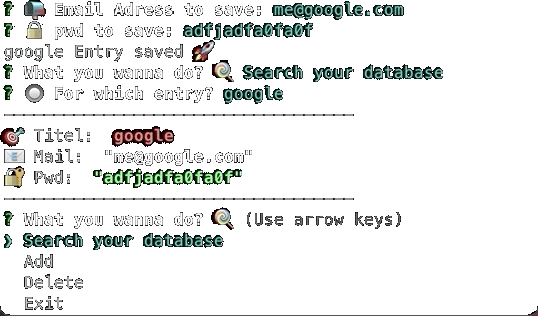 ? 📬 Email Adress to save: me@google.com
? 🔒 pwd to save: adfjadfa0fa0f
google Entry saved 🚀
? What you wanna do? 🍭 Search your database
? ⚪ For which entry? google
-----------------------------------
🎯 Titel: google
📧 Mail: "me@google.com"
🔐 Pwd: "adfjadfa0fa0f"
-----------------------------------
? What you wanna do? 🍭 (Use arrow keys)
❯ Search your database
Add
Delete
Exit